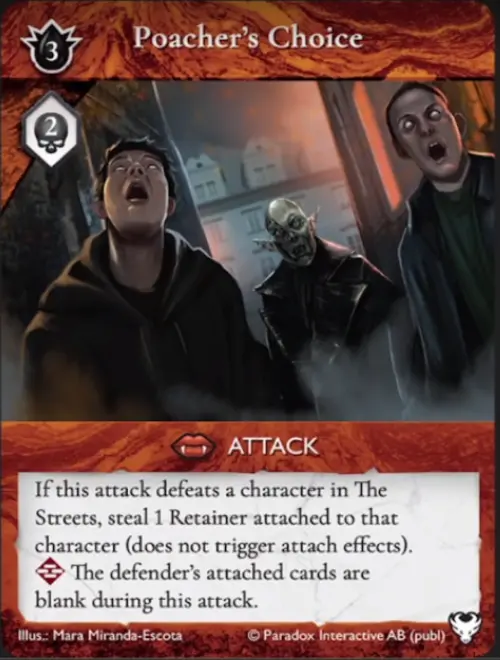 Poacher's Choice
3
2
ATTACK
If this attack defeats a character in The
Streets, steal 1 Retainer attached to that
character (does not trigger attach effects).
The defender's attached cards are
blank during this attack.
Illus.: Mara Miranda-Escota
© Paradox Interactive AB (publ)